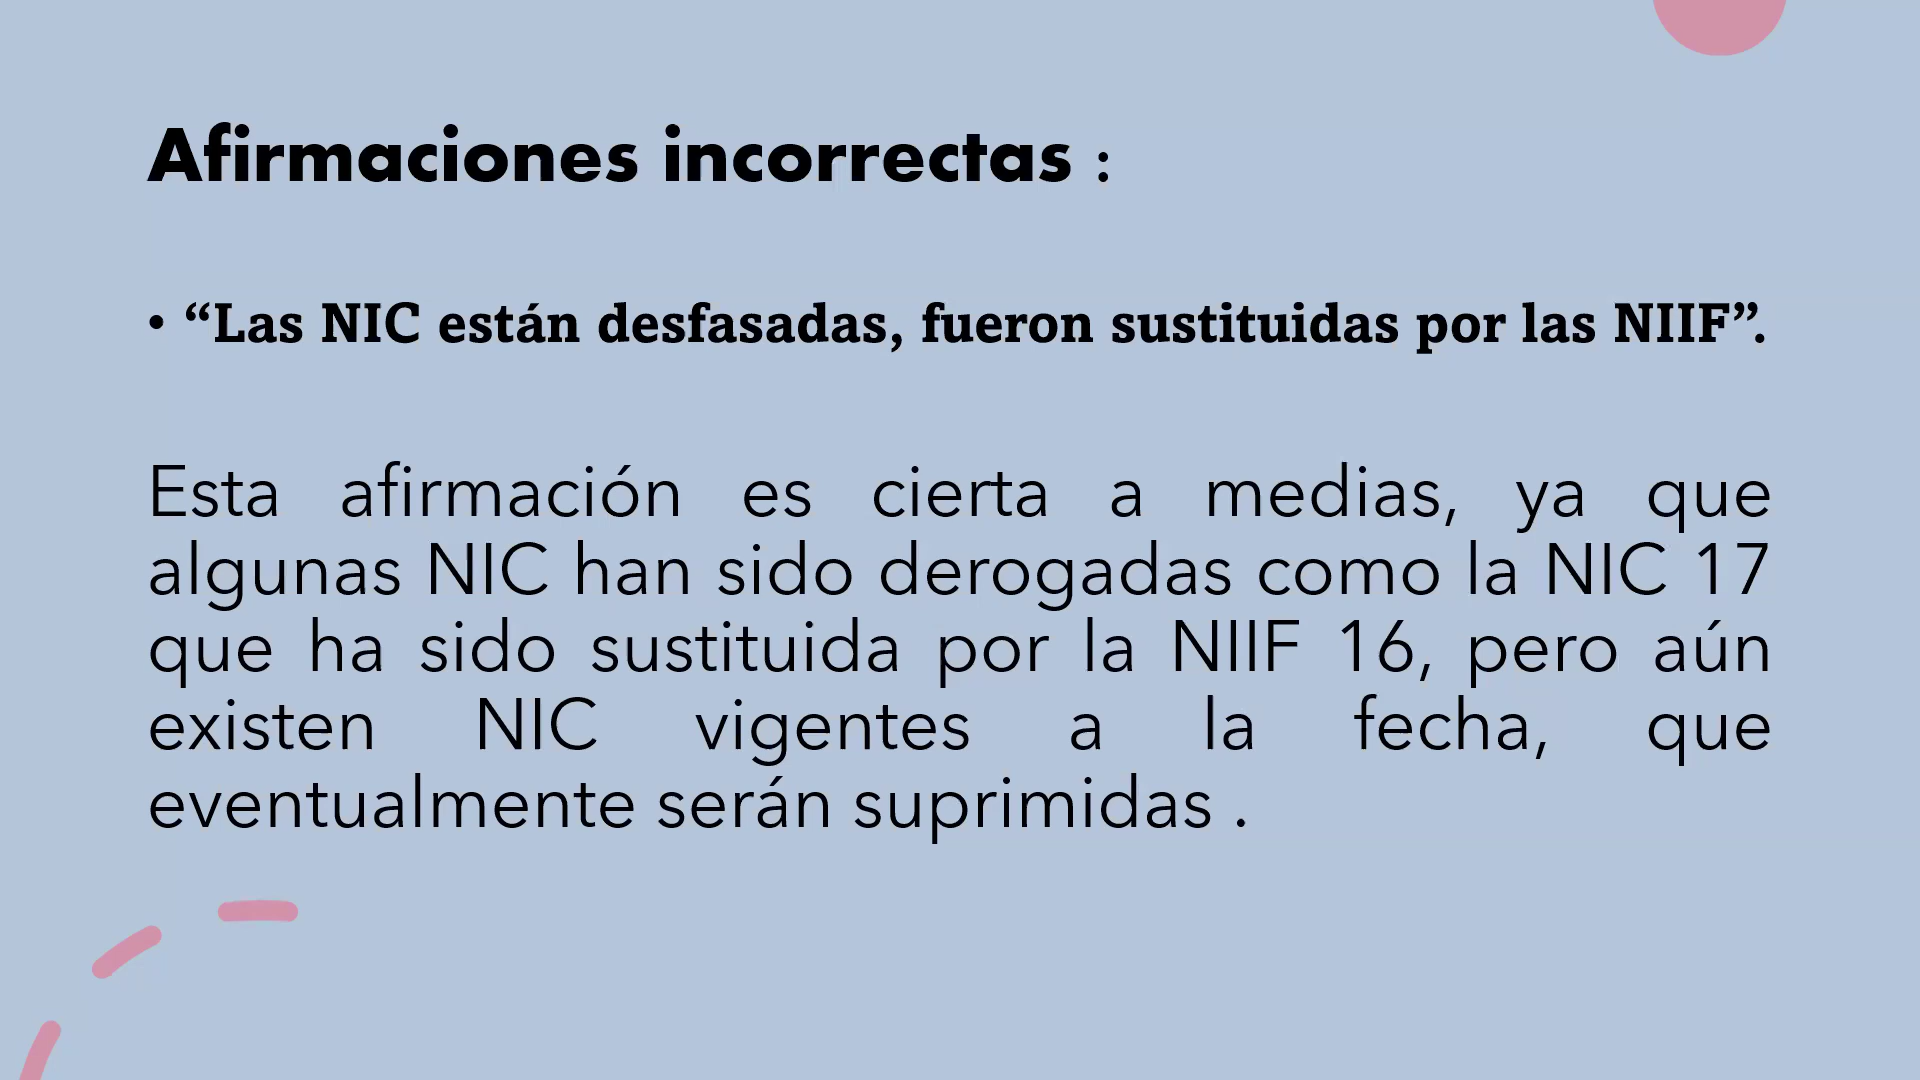 Afirmaciones incorrectas :
• “Las NIC están desfasadas, fueron sustituidas por las NIIF”.
Esta afirmación es cierta a medias, ya que
algunas NIC han sido derogadas como la NIC 17
que ha sido sustituida por la NIIF 16, pero aún
existen NIC vigentes a la fecha, que
eventualmente serán suprimidas .